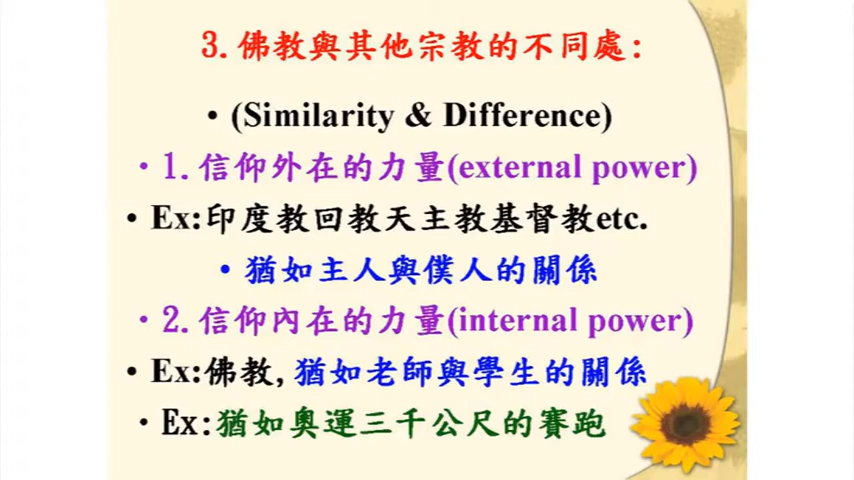 3.佛教與其他宗教的不同處:
•(Similarity & Difference)
•1.信仰外在的力量(external power)
•Ex:印度教回教天主教基督教etc.
•猶如主人與僕人的關係
•2.信仰內在的力量(internal power)
•Ex:佛教,猶如老師與學生的關係
•Ex:猶如奧運三千公尺的賽跑